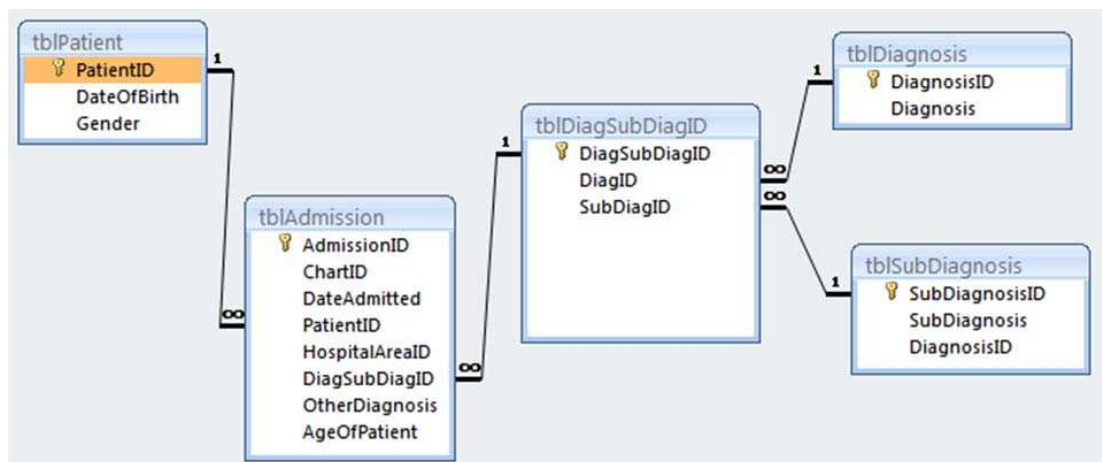 tblPatient
PatientID
DateOfBirth
Gender
1
tblAdmission
AdmissionID
ChartID
DateAdmitted
PatientID
HospitalAreaID
DiagSubDiagID
OtherDiagnosis
AgeOfPatient
∞
∞
1
tblDiagSubDiagID
DiagSubDiagID
DiagID
SubDiagID
∞
∞
1
tblDiagnosis
DiagnosisID
Diagnosis
1
tblSubDiagnosis
SubDiagnosisID
SubDiagnosis
DiagnosisID